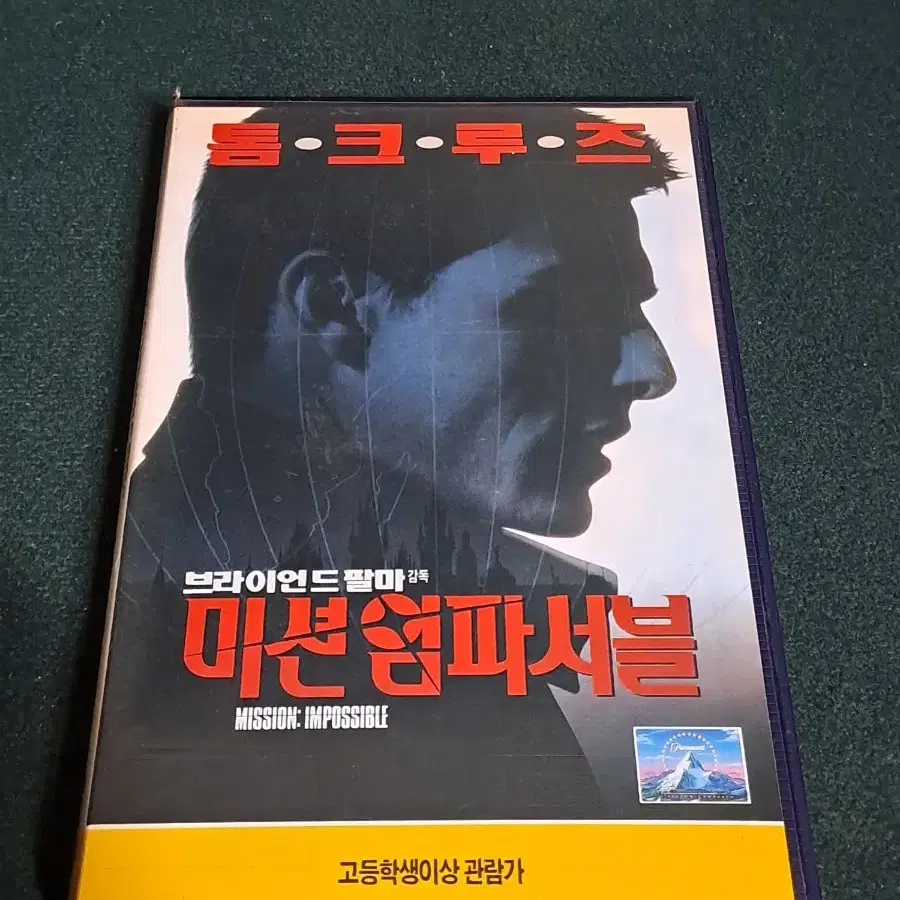 톰·크·루·즈
브라이언 드 팔마 감독
미션 임파서블
MISSION: IMPOSSIBLE
Paramount
고등학생이상 관람가